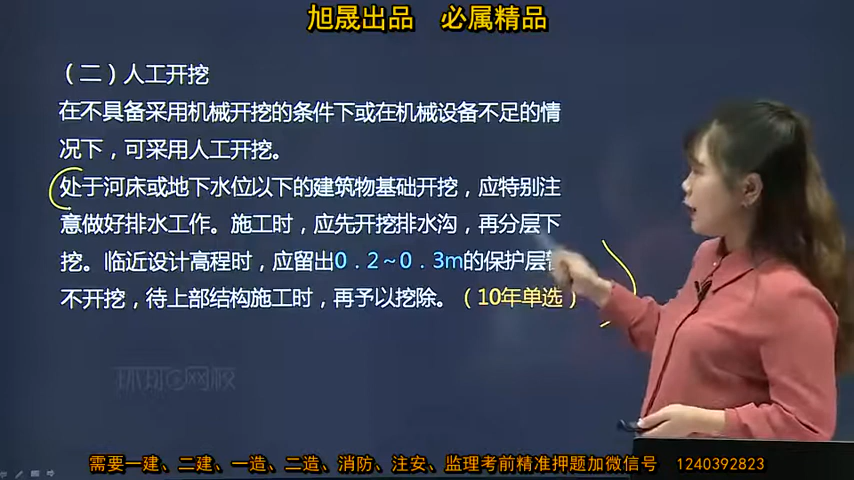 旭晟出品 必属精品
（二）人工开挖
在不具备采用机械开挖的条件下或在机械设备不足的情
况下，可采用人工开挖。
处于河床或地下水位以下的建筑物基础开挖，应特别注
意做好排水工作。施工时，应先开挖排水沟，再分层下
挖。临近设计高程时，应留出0.2～0.3m的保护层暂
不开挖，待上部结构施工时，再予以挖除。（10年单选）
环球网校
需要一建、二建、一造、二造、消防、注安、监理考前精准押题加微信号 1240392823